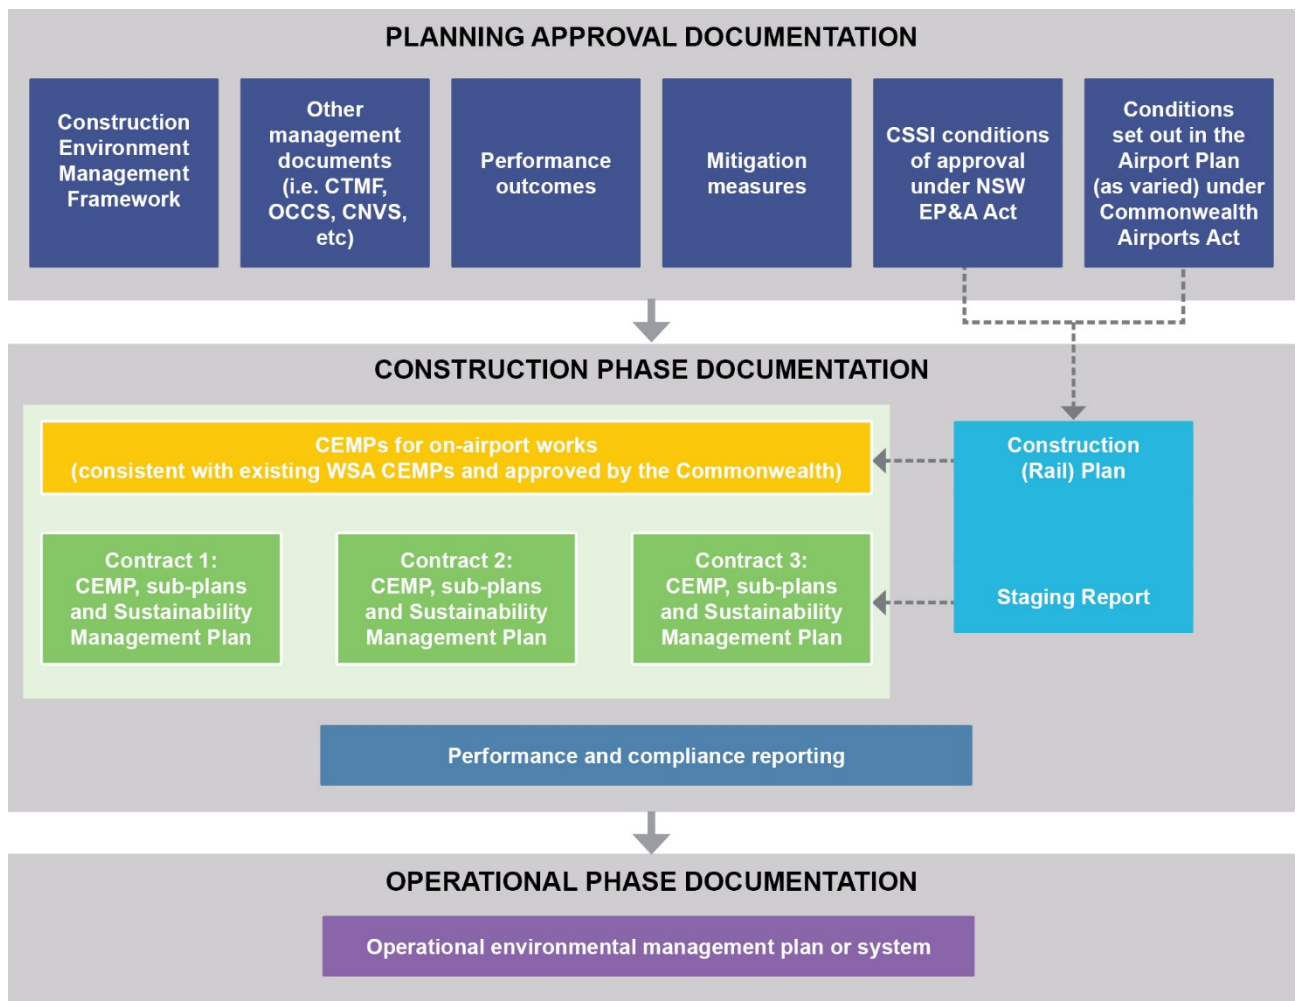 PLANNING APPROVAL DOCUMENTATION
Construction
Environment
Management
Framework
Other
management
documents
(i.e. CTMF,
OCCS, CNVS,
etc)
Performance
outcomes
Mitigation
measures
CSSI conditions
of approval
under NSW
EP&A Act
Conditions
set out in the
Airport Plan
(as varied) under
Commonwealth
Airports Act
CONSTRUCTION PHASE DOCUMENTATION
CEMPs for on-airport works
(consistent with existing WSA CEMPs and approved by the Commonwealth)
Construction
(Rail) Plan
Contract 1:
CEMP, sub-plans
and Sustainability
Management Plan
Contract 2:
CEMP, sub-plans
and Sustainability
Management Plan
Contract 3:
CEMP, sub-plans
and Sustainability
Management Plan
Staging Report
Performance and compliance reporting
OPERATIONAL PHASE DOCUMENTATION
Operational environmental management plan or system